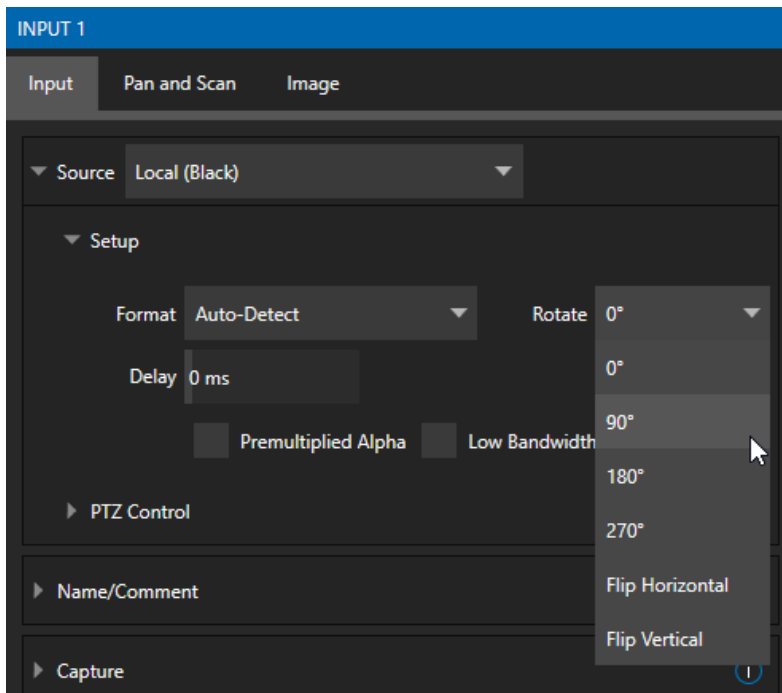 INPUT 1
Input Pan and Scan Image
Source Local (Black)
Setup
Format Auto-Detect Rotate 0°
0°
Delay 0 ms
90°
Premultiplied Alpha Low Bandwidth
180°
PTZ Control
270°
Flip Horizontal
Name/Comment
Flip Vertical
Capture